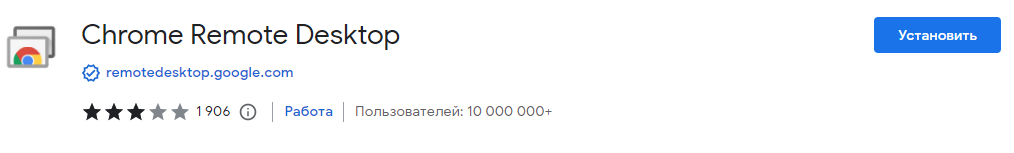 Chrome Remote Desktop
Установить
remotedesktop.google.com
1 906 Работа Пользователей: 10 000 000+